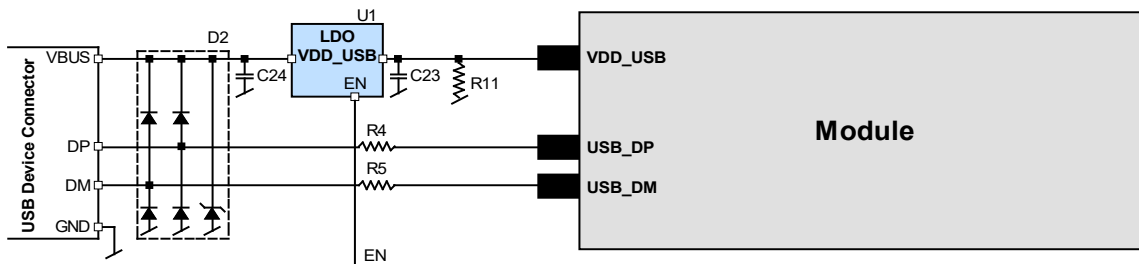 U1
D2
LDO
VDD_USB
VBUS
C24
C23
R11
EN
VDD_USB
USB Device Connector
Module
R4
DP
USB_DP
R5
DM
USB_DM
GND
EN